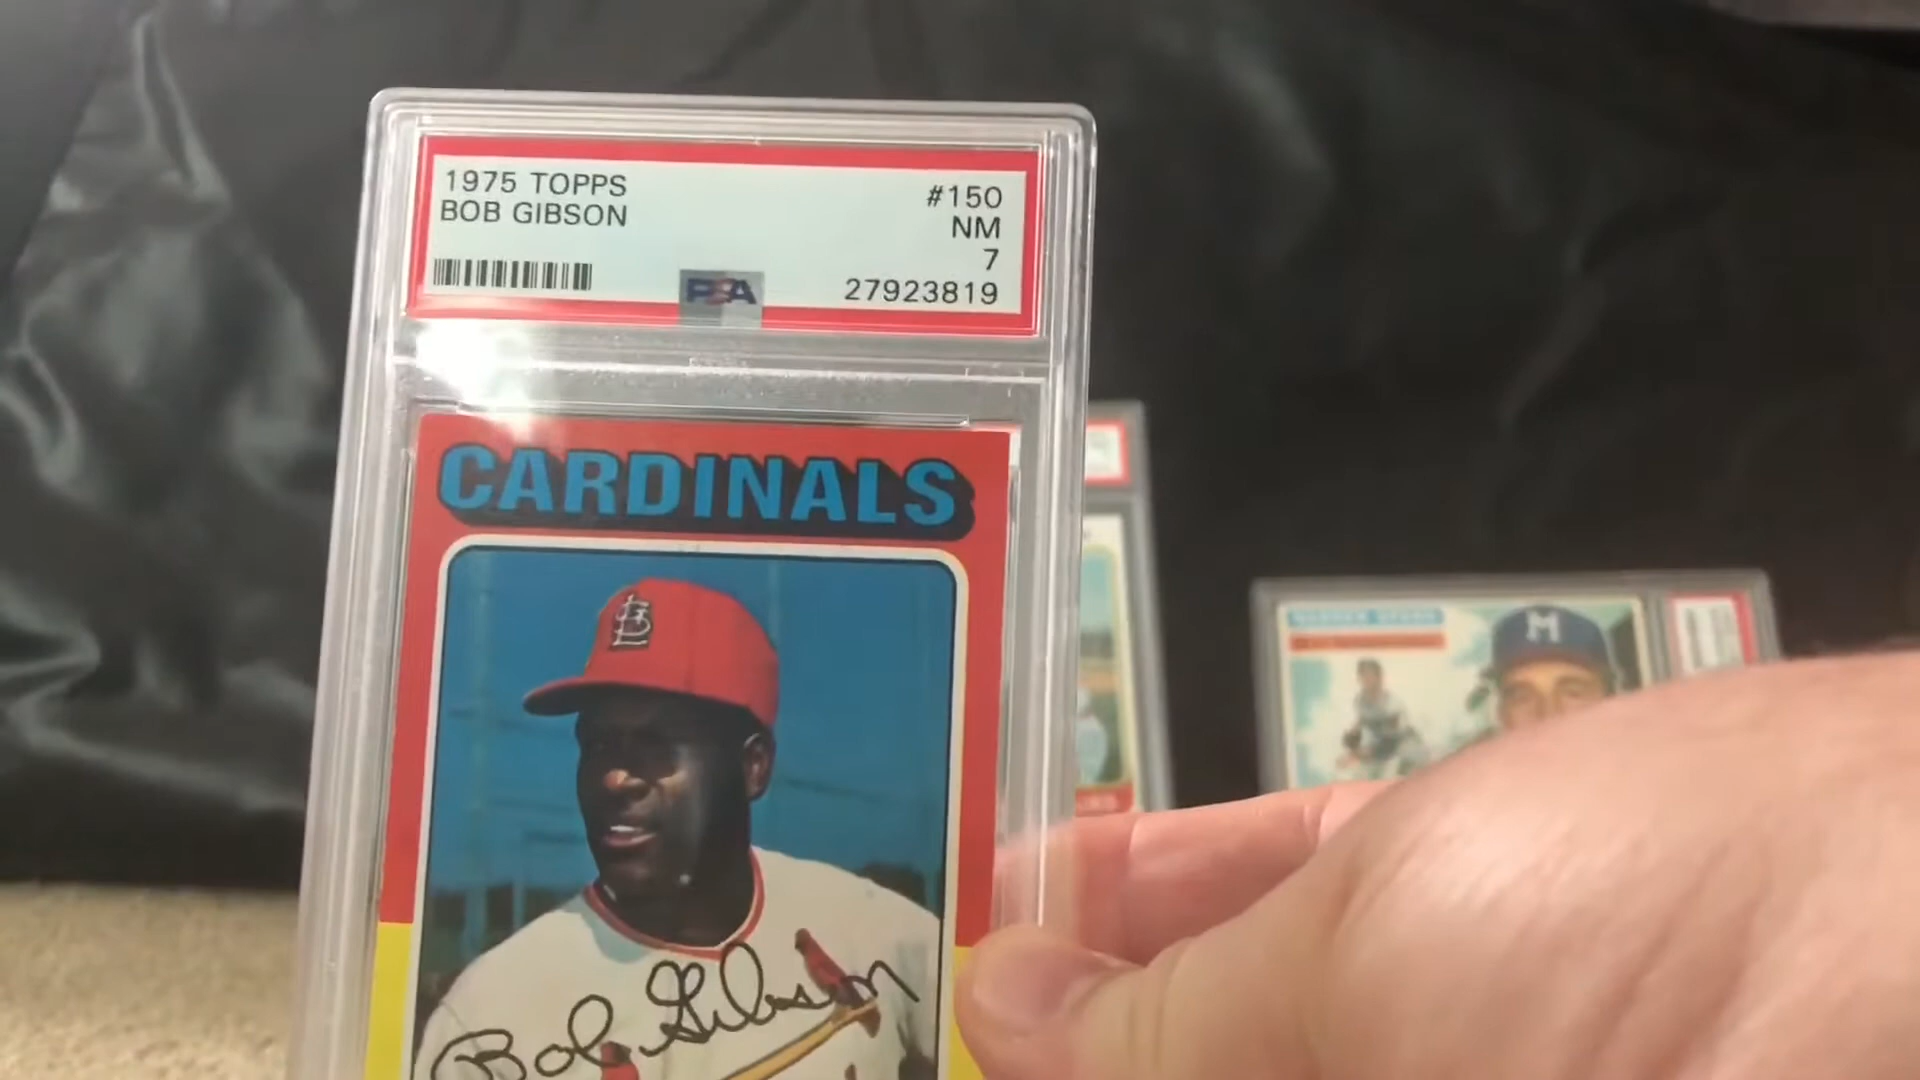 1975 TOPPS #150
BOB GIBSON NM
7
PSA 27923819
CARDINALS
Bob Gibson
M